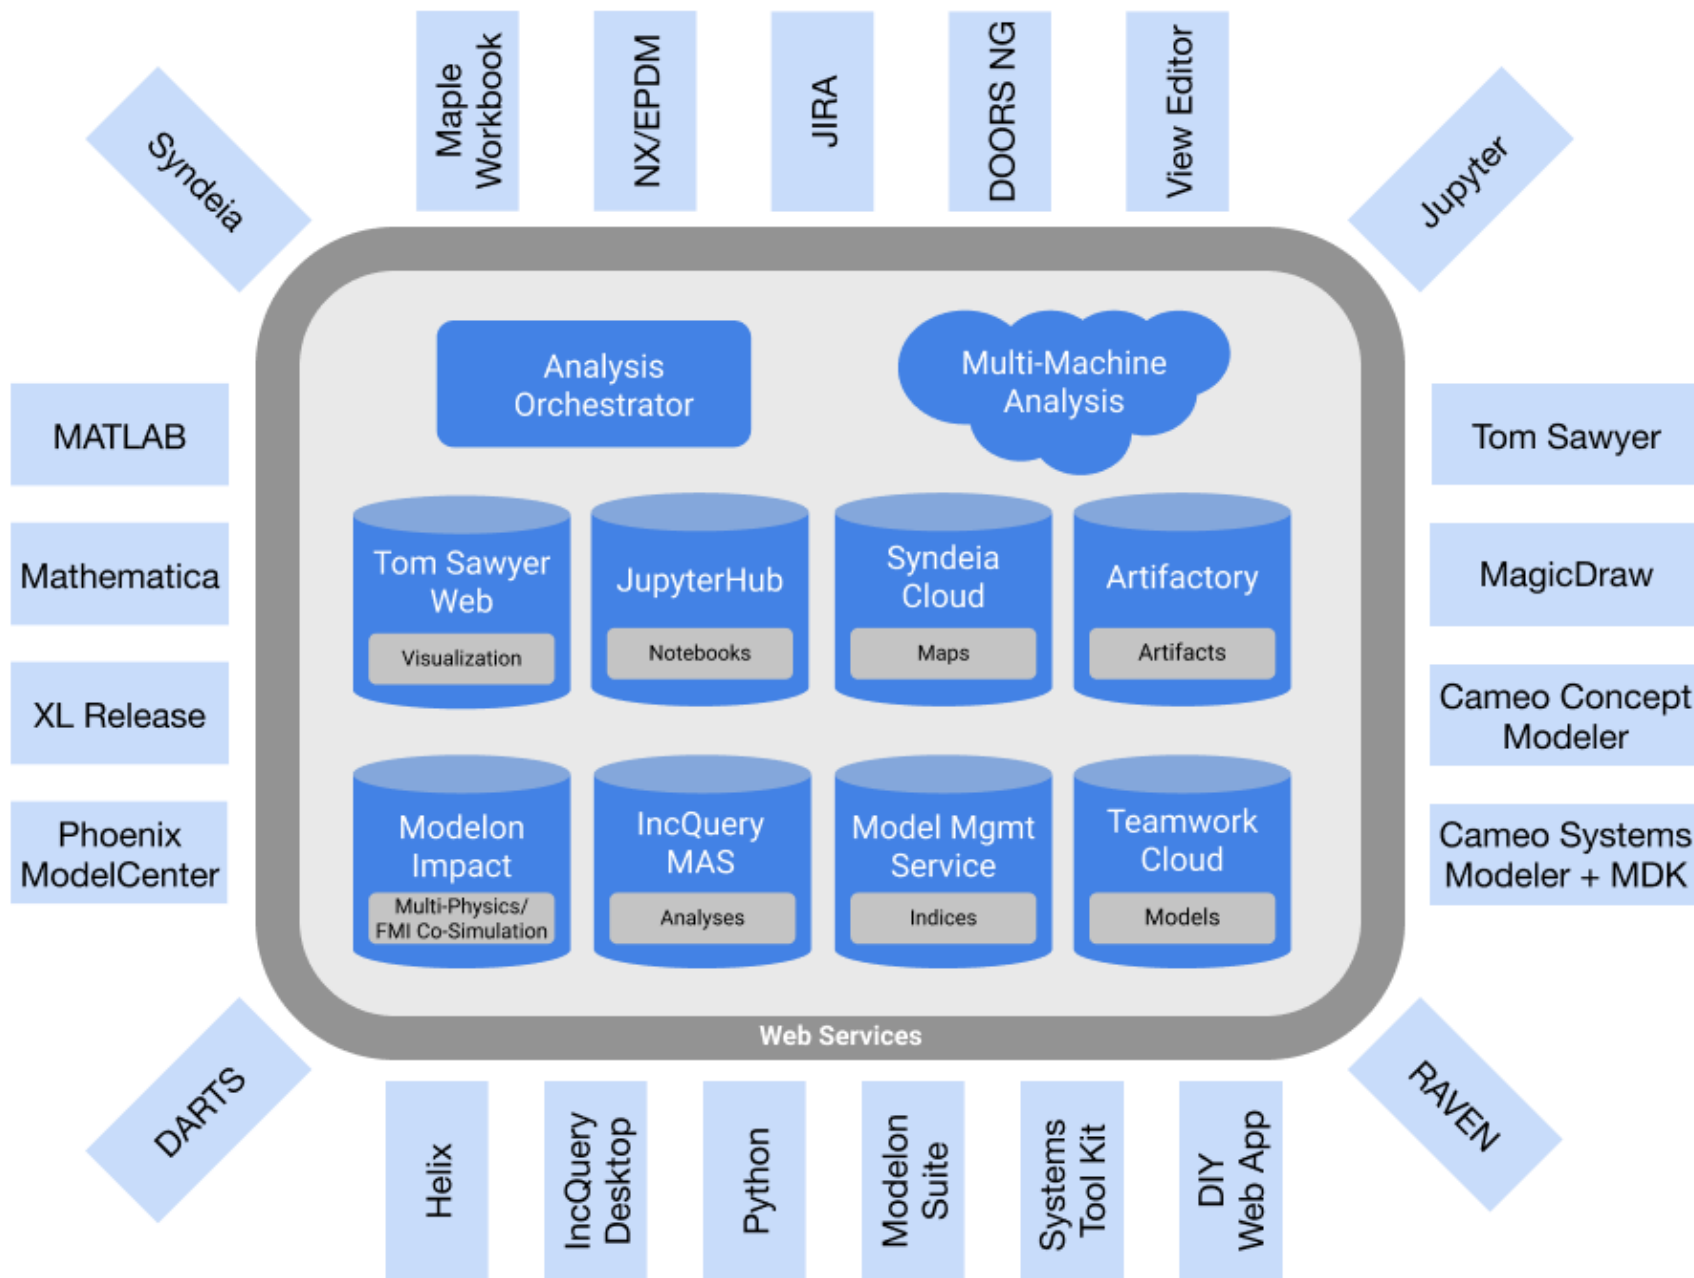 Maple
Workbook
NX/EPDM
JIRA
DOORS NG
View Editor
Syndeia
Jupyter
Analysis
Orchestrator
Multi-Machine
Analysis
MATLAB
Mathematica
XL Release
Phoenix
ModelCenter
Tom Sawyer
Web
Visualization
JupyterHub
Notebooks
Syndeia
Cloud
Maps
Artifactory
Artifacts
Modelon
Impact
Multi-Physics/
FMI Co-Simulation
IncQuery
MAS
Analyses
Model Mgmt
Service
Indices
Teamwork
Cloud
Models
Tom Sawyer
MagicDraw
Cameo Concept
Modeler
Cameo Systems
Modeler + MDK
Web Services
DARTS
Helix
IncQuery
Desktop
Python
Modelon
Suite
Systems
Tool Kit
DIY
Web App
RAVEN